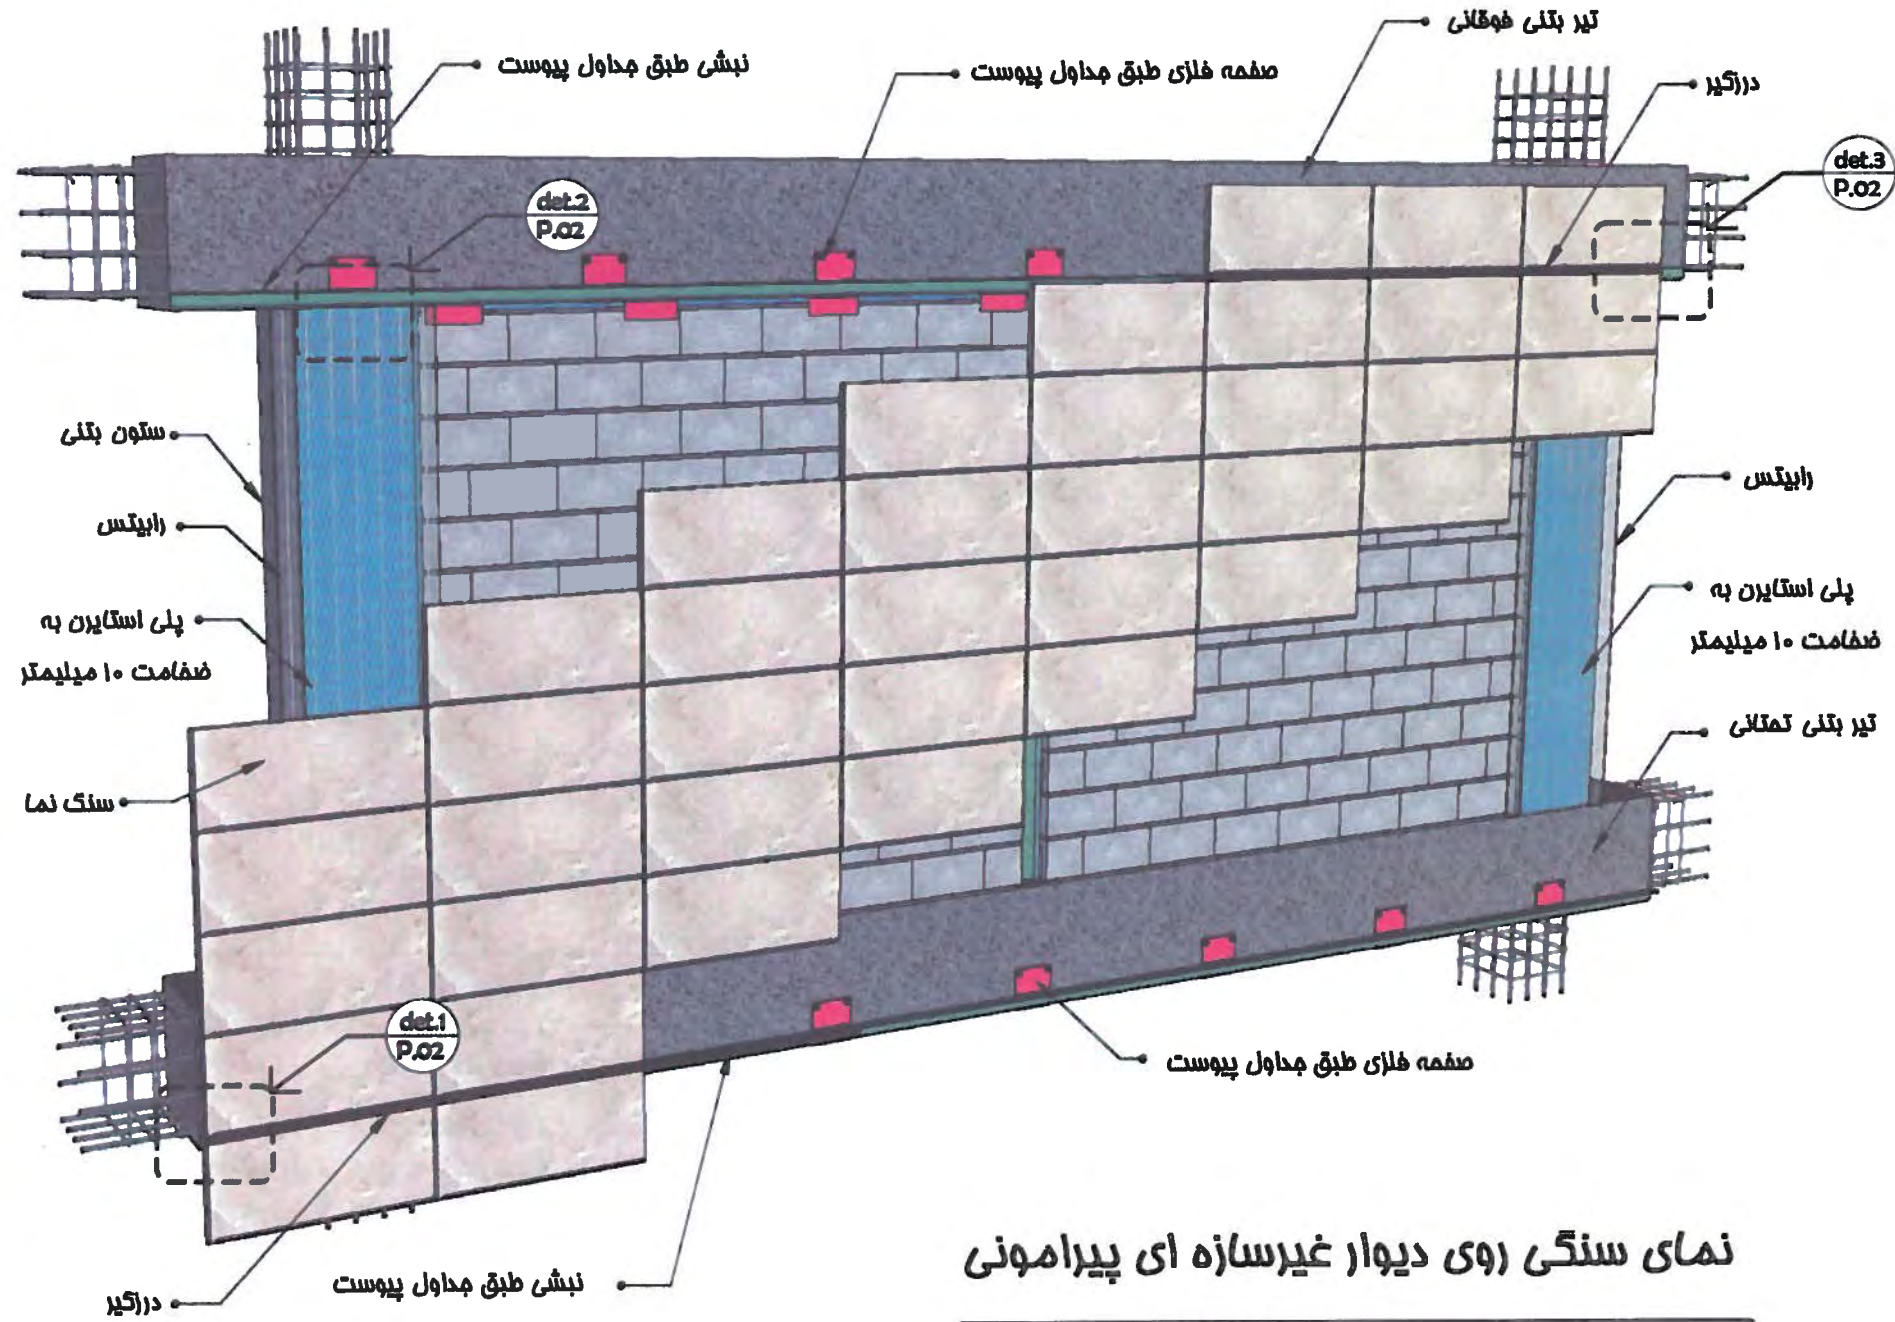 تیر بتنی فوقانی
نبشی طبق جداول پیوست
صفحه فلزی طبق جداول پیوست
درزگیر
det.3
P.02
det.2
P.02
ستون بتنی
رابیتس
رابیتس
پلی استایرن به
ضخامت ۱۰ میلیمتر
پلی استایرن به
ضخامت ۱۰ میلیمتر
تیر بتنی تحتانی
سنگ نما
det.1
P.02
صفحه فلزی طبق جداول پیوست
نبشی طبق جداول پیوست
درزگیر
نمای سنگی روی دیوار غیرسازه ای پیرامونی